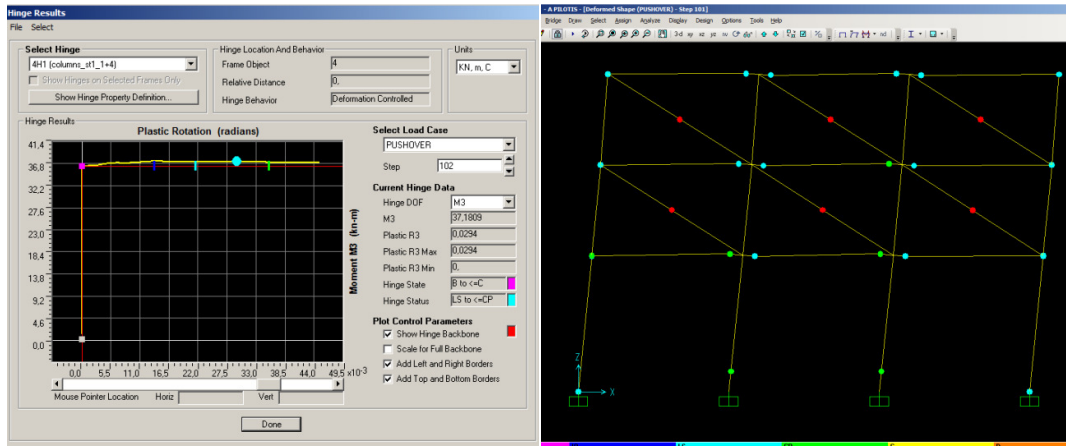 Hinge Results
File Select
Select Hinge
4H1 (columns_st1_1+4)
Show Hinges on Selected Frames Only
Show Hinge Property Definition...
Hinge Location And Behavior
Frame Object 4
Relative Distance 0,
Hinge Behavior Deformation Controlled
Units
KN, m, C
Hinge Results
Plastic Rotation (radians)
41,4
36,8
32,2
27,6
23,0
18,4
13,8
9,2
4,6
0,0
Moment M3 (kn-m)
0,0 5,5 11,0 16,5 22,0 27,5 33,0 38,5 44,0 49,5 x10-3
Mouse Pointer Location Horiz Vert
Select Load Case
PUSHOVER
Step 102
Current Hinge Data
Hinge DOF M3
M3 37,1809
Plastic R3 0,0294
Plastic R3 Max 0,0294
Plastic R3 Min 0,
Hinge State B to <=C
Hinge Status LS to <=CP
Plot Control Parameters
Show Hinge Backbone
Scale for Full Backbone
Add Left and Right Borders
Add Top and Bottom Borders
Done
- A PILOTIS - [Deformed Shape (PUSHOVER) - Step 101]
Bridge Draw Select Assign Analyze Display Design Options Tools Help
3-d xy xz yz nv
nd
Z
X